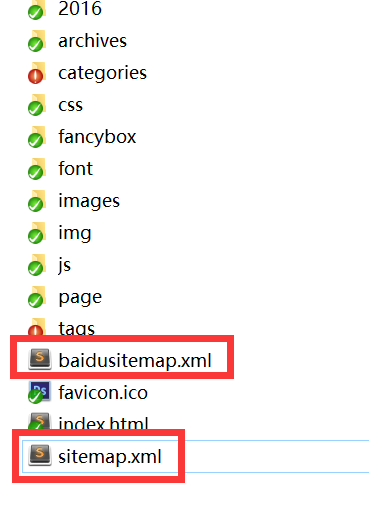 2016
archives
categories
css
fancybox
font
images
img
js
page
tags
baidusitemap.xml
favicon.ico
index.html
sitemap.xml